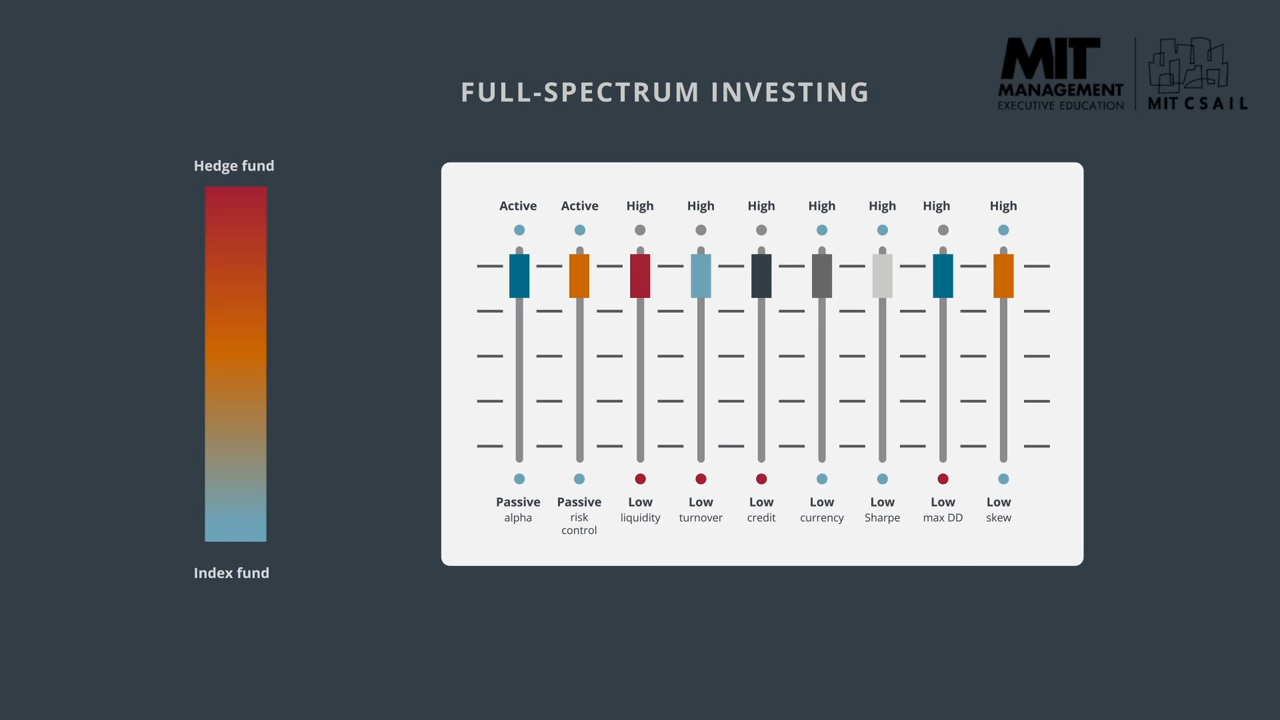 MIT
MANAGEMENT
EXECUTIVE EDUCATION
MIT CSAIL
FULL-SPECTRUM INVESTING
Hedge fund
Index fund
Active Active High High High High High High High
Passive Passive Low Low Low Low Low Low Low
alpha risk liquidity turnover credit currency Sharpe max DD skew
control